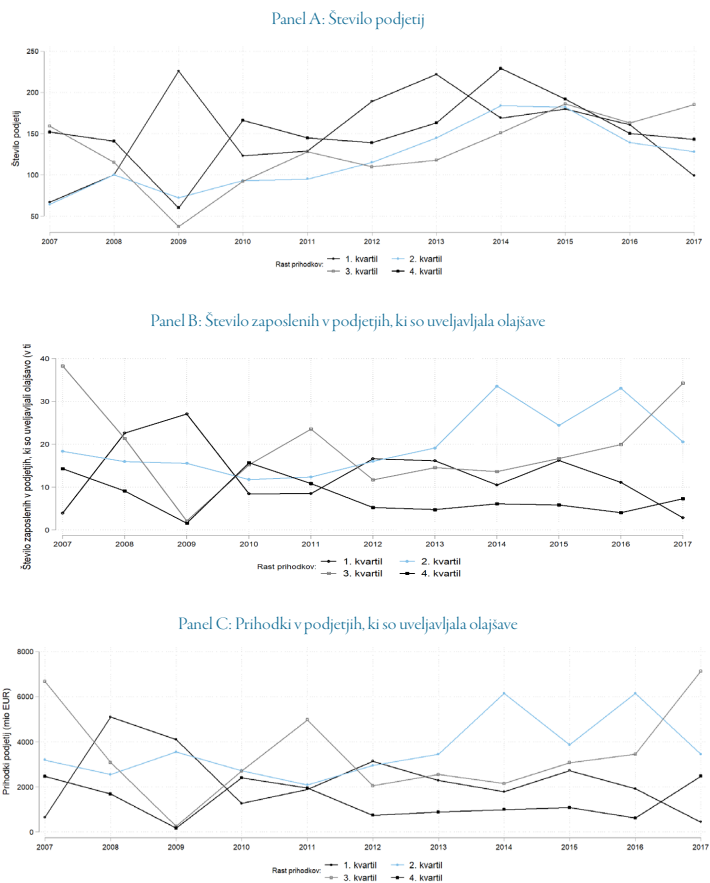 Panel A: Število podjetij
250
200
150
100
50
Število podjetij
2007 2008 2009 2010 2011 2012 2013 2014 2015 2016 2017
Rast prihodkov: 1. kvartil 2. kvartil
3. kvartil 4. kvartil
Panel B: Število zaposlenih v podjetjih, ki so uveljavljala olajšave
40
30
20
10
0
Število zaposlenih v podjetjih, ki so uveljavljali olajšavo (v ti
2007 2008 2009 2010 2011 2012 2013 2014 2015 2016 2017
Rast prihodkov: 1. kvartil 2. kvartil
3. kvartil 4. kvartil
Panel C: Prihodki v podjetjih, ki so uveljavljala olajšave
8000
6000
4000
2000
0
Prihodki podjetij (mio EUR)
2007 2008 2009 2010 2011 2012 2013 2014 2015 2016 2017
Rast prihodkov: 1. kvartil 2. kvartil
3. kvartil 4. kvartil